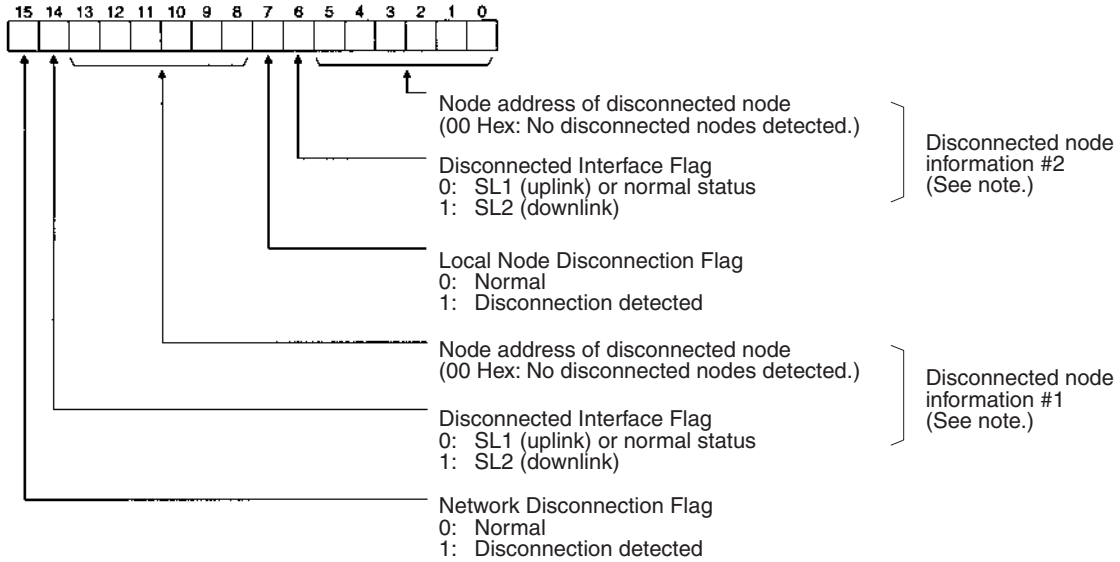 15 14 13 12 11 10 9 8 7 6 5 4 3 2 1 0
Node address of disconnected node
(00 Hex: No disconnected nodes detected.)
Disconnected Interface Flag
0: SL1 (uplink) or normal status
1: SL2 (downlink)
Disconnected node
information #2
(See note.)
Local Node Disconnection Flag
0: Normal
1: Disconnection detected
Node address of disconnected node
(00 Hex: No disconnected nodes detected.)
Disconnected Interface Flag
0: SL1 (uplink) or normal status
1: SL2 (downlink)
Disconnected node
information #1
(See note.)
Network Disconnection Flag
0: Normal
1: Disconnection detected